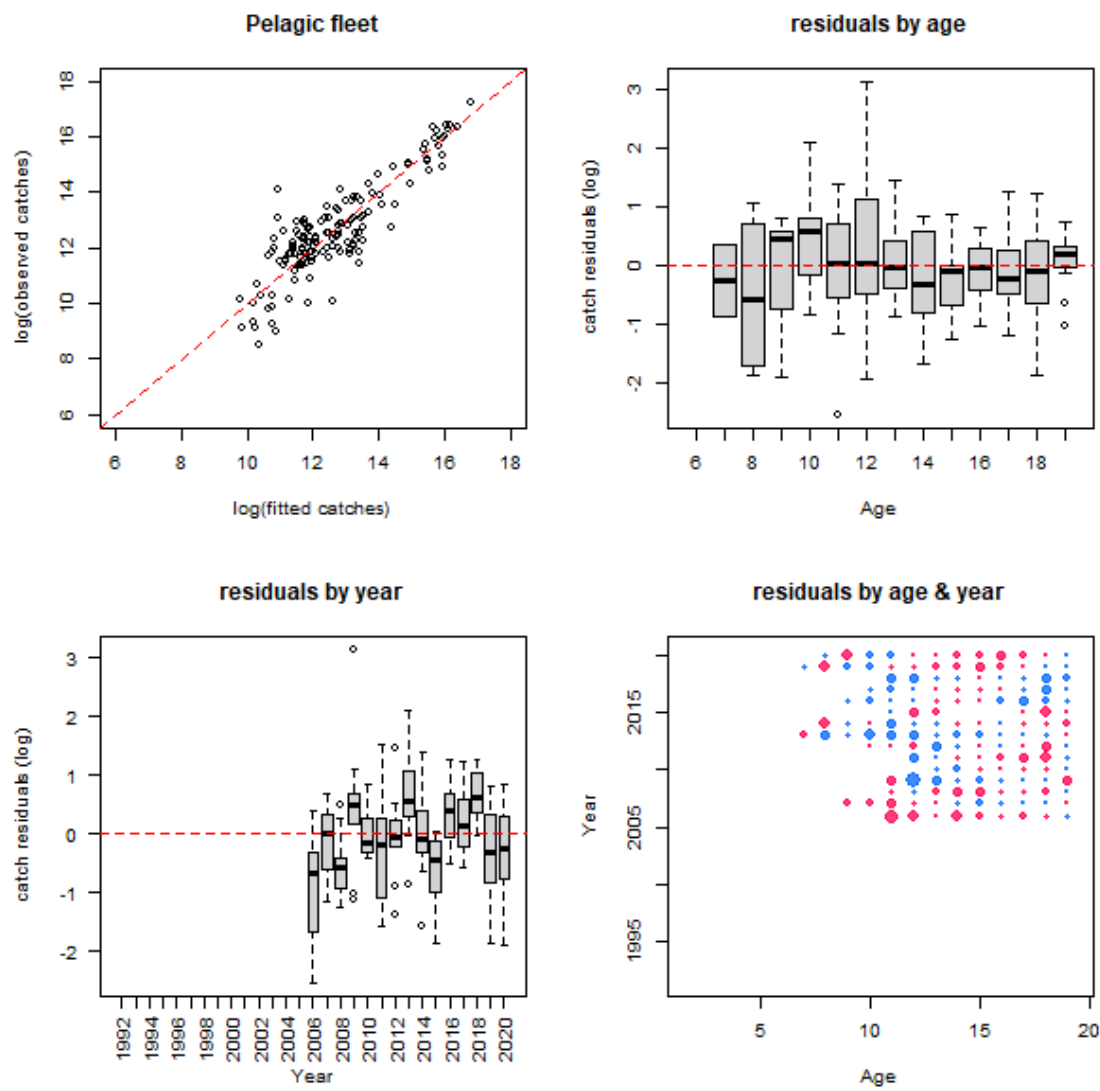 Pelagic fleet
log(observed catches)
6 8 10 12 14 16 18
6 8 10 12 14 16 18
log(fitted catches)
residuals by age
catch residuals (log)
3
2
1
0
-1
-2
6 8 10 12 14 16 18
Age
residuals by year
catch residuals (log)
3
2
1
0
-1
-2
1992 1994 1996 1998 2000 2002 2004 2006 2008 2010 2012 2014 2016 2018 2020
Year
residuals by age & year
Year
1995 2005 2015
5 10 15 20
Age